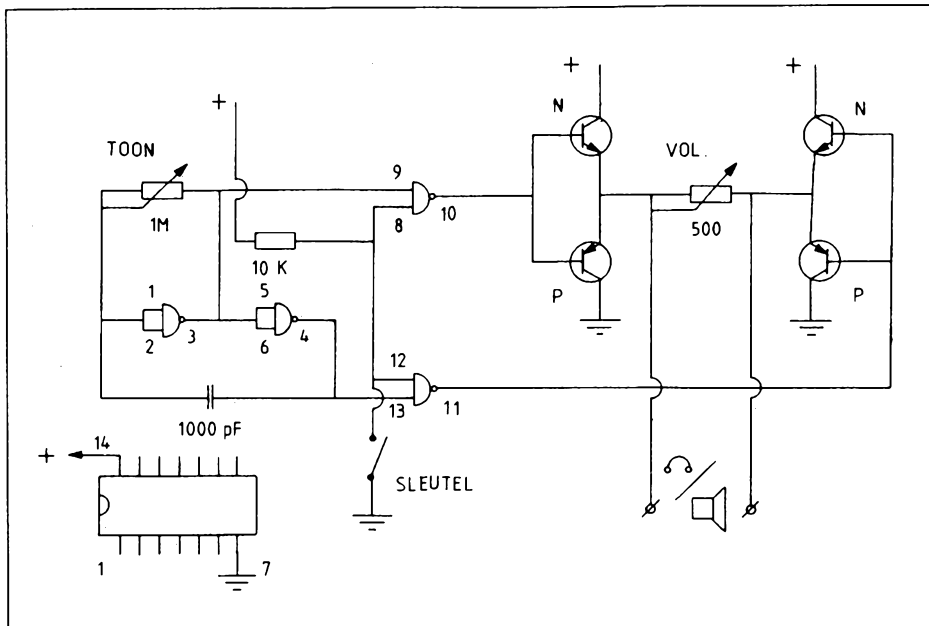 + +
N N
+
TOON VOL.
9
1M 8 10 500
10 K
P P
1 5
2 3 6 4
12
13 11
1000 pF
14
+
SLEUTEL
1 7